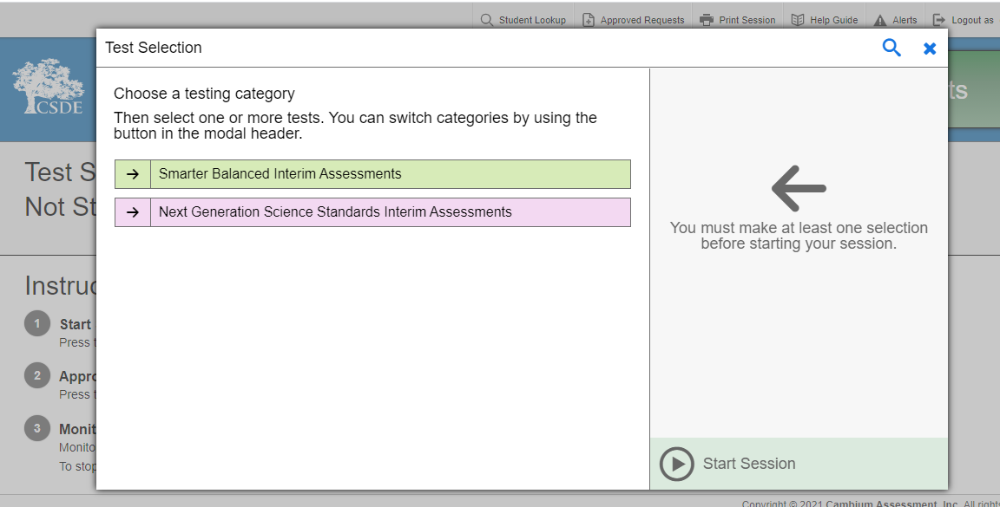 Student Lookup
Approved Requests
Print Session
Help Guide
Alerts
Logout as
Test Selection
CSDE
ts
Choose a testing category
Then select one or more tests. You can switch categories by using the
button in the modal header.
Smarter Balanced Interim Assessments
Next Generation Science Standards Interim Assessments
You must make at least one selection
before starting your session.
Start Session
Test S
Not St
Instruc
1
Start
Press t
2
Appro
Press t
3
Monit
Monito
To stop
Copyright © 2021 Cambium Assessment, Inc. All rights